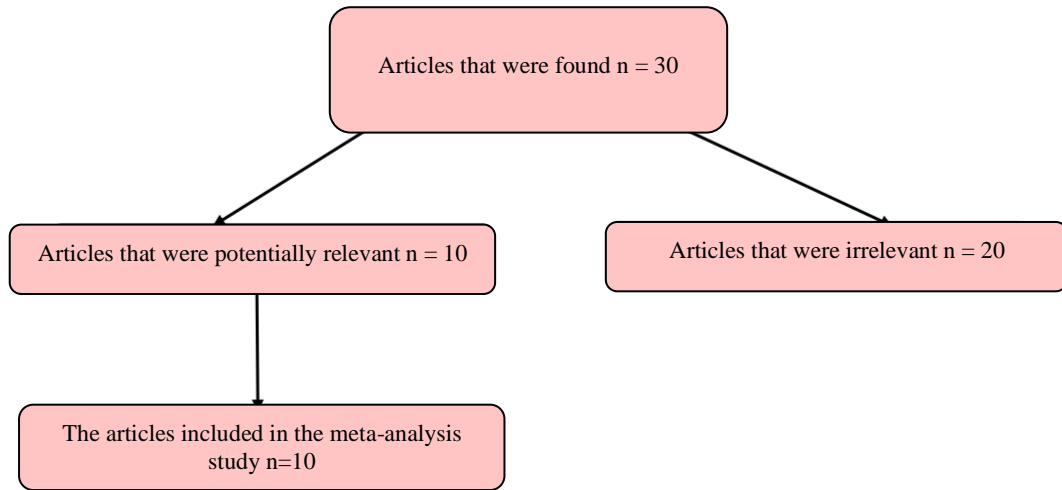 Articles that were found n = 30
Articles that were potentially relevant n = 10
Articles that were irrelevant n = 20
The articles included in the meta-analysis
study n=10